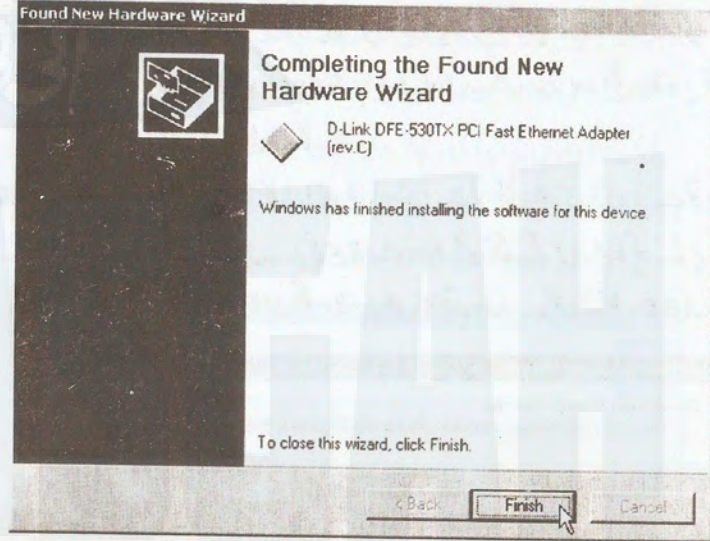 Found New Hardware Wizard
Completing the Found New
Hardware Wizard
D-Link DFE-530TX PCI Fast Ethernet Adapter
(rev.C)
Windows has finished installing the software for this device
To close this wizard, click Finish.
< Back
Finish
Cancel